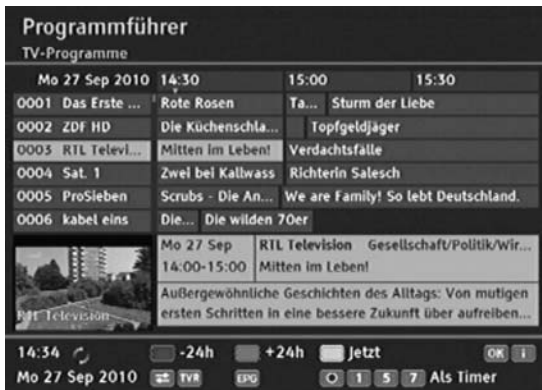 Programmführer
TV-Programme
Mo 27 Sep 2010 14:30 15:00 15:30
0001 Das Erste ... Rote Rosen Ta... Sturm der Liebe
0002 ZDF HD Die Küchenschla... Topfgeldjäger
0003 RTL Televi... Mitten im Leben! Verdachtsfälle
0004 Sat. 1 Zwei bei Kallwass Richterin Salesch
0005 ProSieben Scrubs - Die An... We are Family! So lebt Deutschland.
0006 kabel eins Die... Die wilden 70er
Mo 27 Sep RTL Television Gesellschaft/Politik/Wir...
14:00-15:00 Mitten im Leben!
Außergewöhnliche Geschichten des Alltags: Von mutigen
ersten Schritten in eine bessere Zukunft über aufreiben...
RTL Television
14:34 -24h +24h Jetzt OK i
Mo 27 Sep 2010 TVR EPG 1 5 7 Als Timer